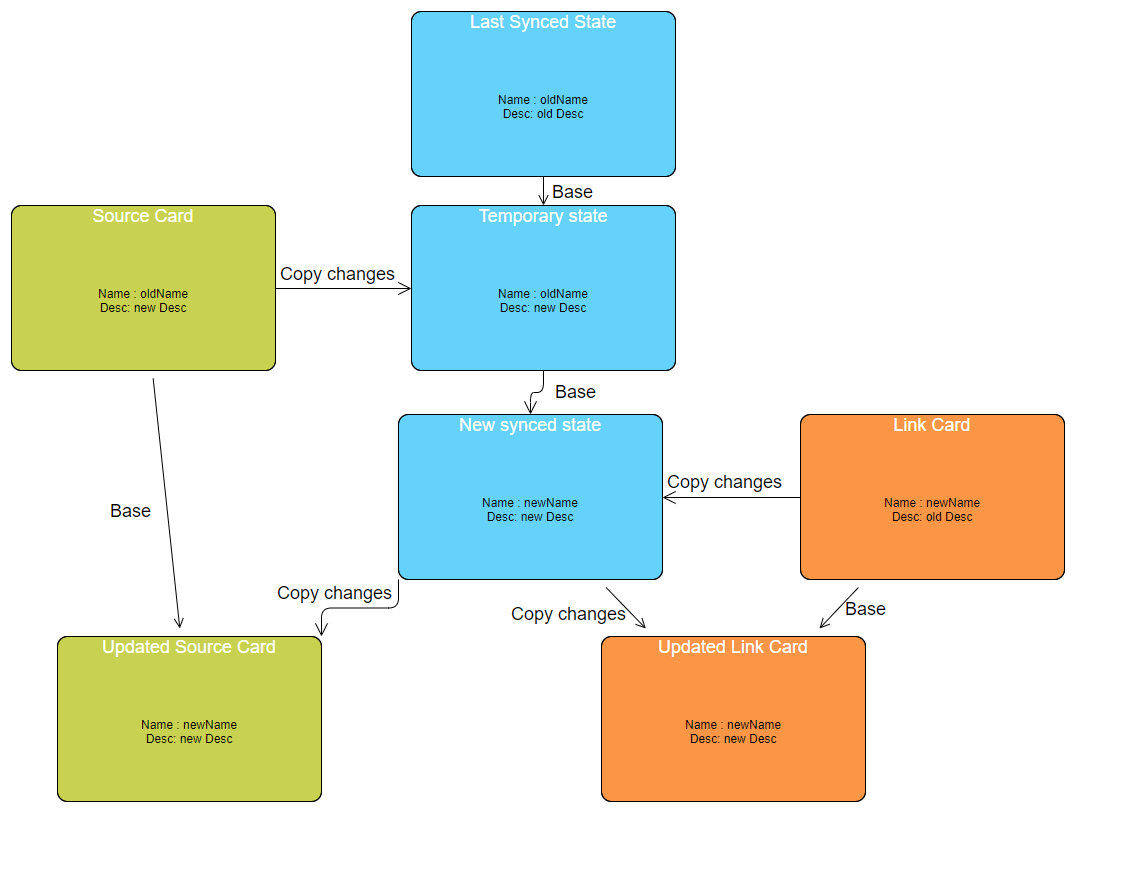 Last Synced State
Name : oldName
Desc: old Desc
Base
Source Card
Name : oldName
Desc: new Desc
Copy changes
Temporary state
Name : oldName
Desc: new Desc
Base
New synced state
Name : newName
Desc: new Desc
Copy changes
Link Card
Name : newName
Desc: old Desc
Base
Copy changes
Copy changes
Base
Updated Source Card
Name : newName
Desc: new Desc
Updated Link Card
Name : newName
Desc: new Desc